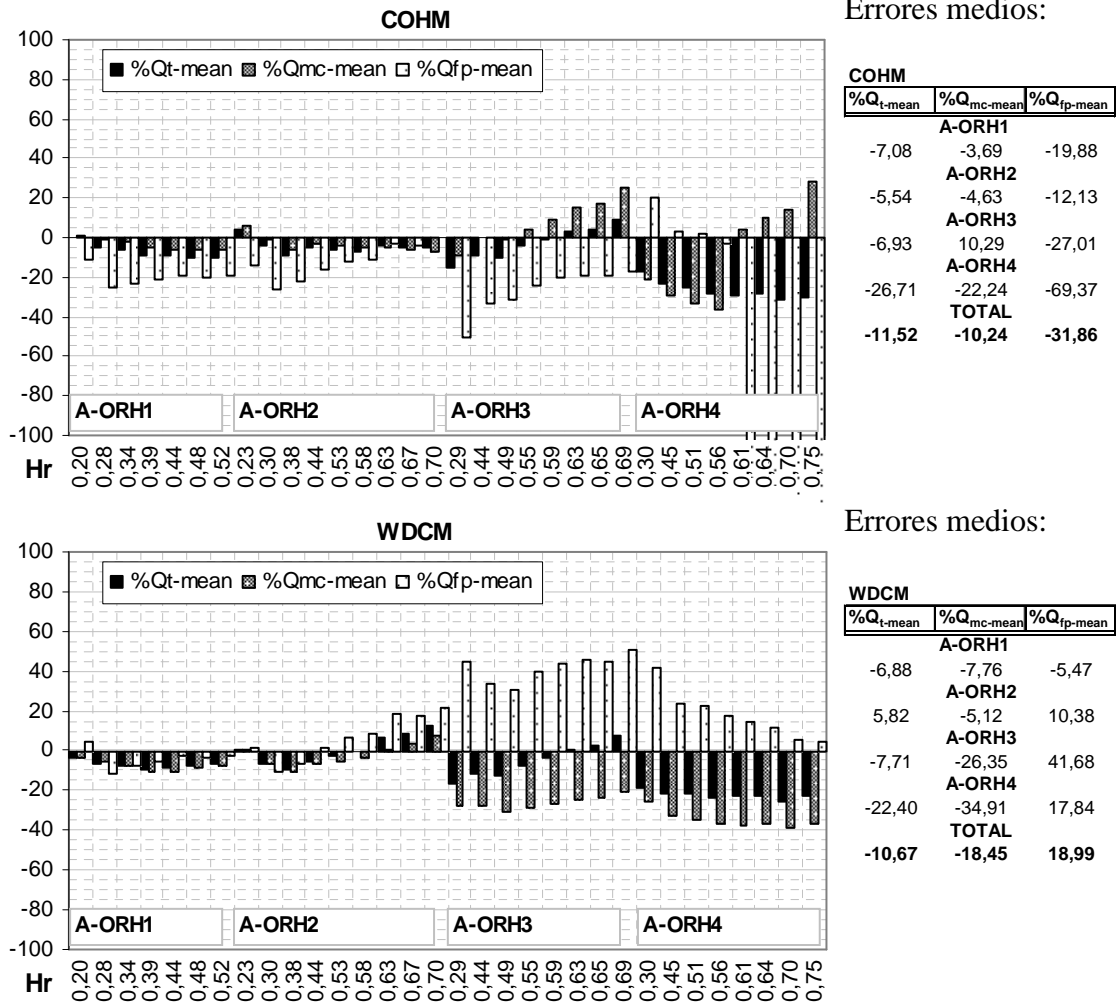 COHM
Errores medios:
100
80
60
40
20
0
-20
-40
-60
-80
-100
%Qt-mean %Qmc-mean %Qfp-mean
A-ORH1 A-ORH2 A-ORH3 A-ORH4
Hr 0,20 0,28 0,34 0,39 0,44 0,48 0,52 0,23 0,30 0,38 0,44 0,53 0,58 0,63 0,67 0,70 0,29 0,44 0,49 0,55 0,59 0,63 0,65 0,69 0,30 0,45 0,51 0,56 0,61 0,64 0,70 0,75
COHM
%Qt-mean %Qmc-mean %Qfp-mean
A-ORH1
-7,08 -3,69 -19,88
A-ORH2
-5,54 -4,63 -12,13
A-ORH3
-6,93 10,29 -27,01
A-ORH4
-26,71 -22,24 -69,37
TOTAL
-11,52 -10,24 -31,86
WDCM
Errores medios:
100
80
60
40
20
0
-20
-40
-60
-80
-100
%Qt-mean %Qmc-mean %Qfp-mean
A-ORH1 A-ORH2 A-ORH3 A-ORH4
Hr 0,20 0,28 0,34 0,39 0,44 0,48 0,52 0,23 0,30 0,38 0,44 0,53 0,58 0,63 0,67 0,70 0,29 0,44 0,49 0,55 0,59 0,63 0,65 0,69 0,30 0,45 0,51 0,56 0,61 0,64 0,70 0,75
WDCM
%Qt-mean %Qmc-mean %Qfp-mean
A-ORH1
-6,88 -7,76 -5,47
A-ORH2
5,82 -5,12 10,38
A-ORH3
-7,71 -26,35 41,68
A-ORH4
-22,40 -34,91 17,84
TOTAL
-10,67 -18,45 18,99